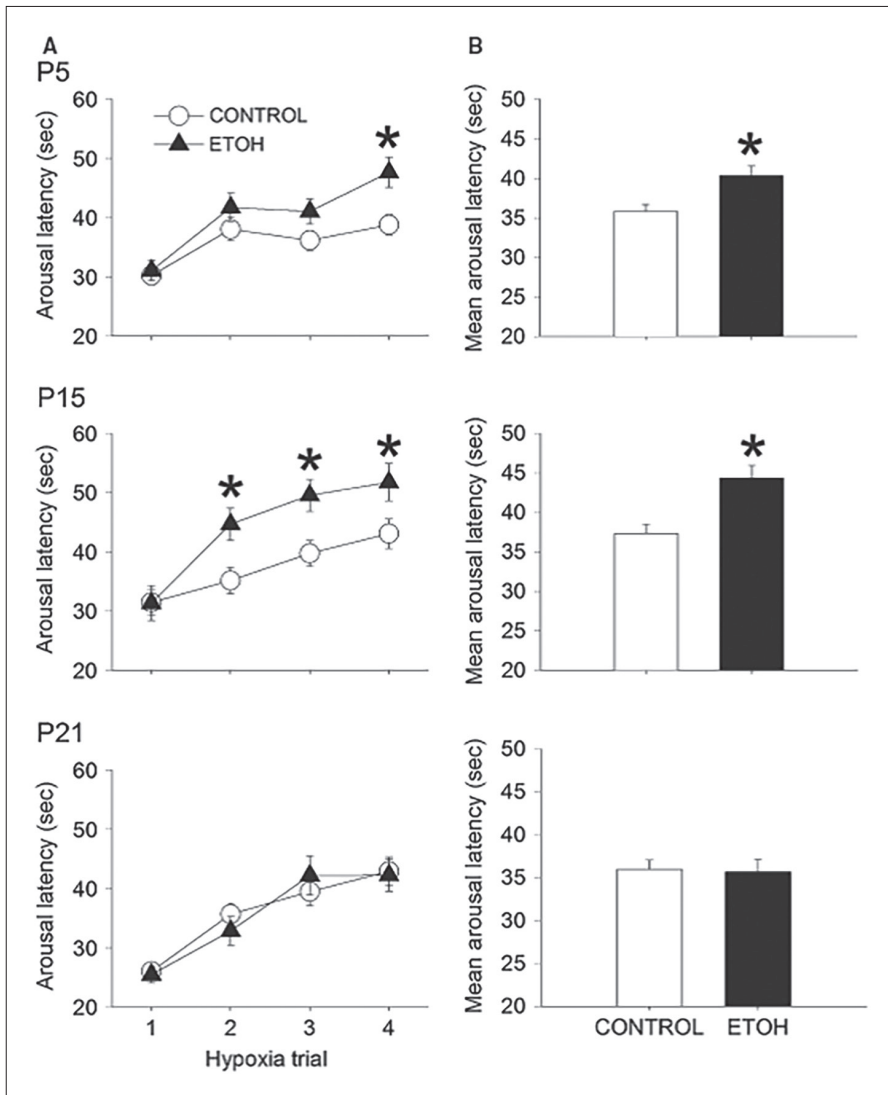 A
B
P5
Arousal latency (sec)
60
50
40
30
20
CONTROL
ETOH
*
Mean arousal latency (sec)
50
45
40
35
30
25
20
*
P15
Arousal latency (sec)
60
50
40
30
20
* * *
Mean arousal latency (sec)
50
45
40
35
30
25
20
*
P21
Arousal latency (sec)
60
50
40
30
20
1 2 3 4
Hypoxia trial
Mean arousal latency (sec)
50
45
40
35
30
25
20
CONTROL ETOH